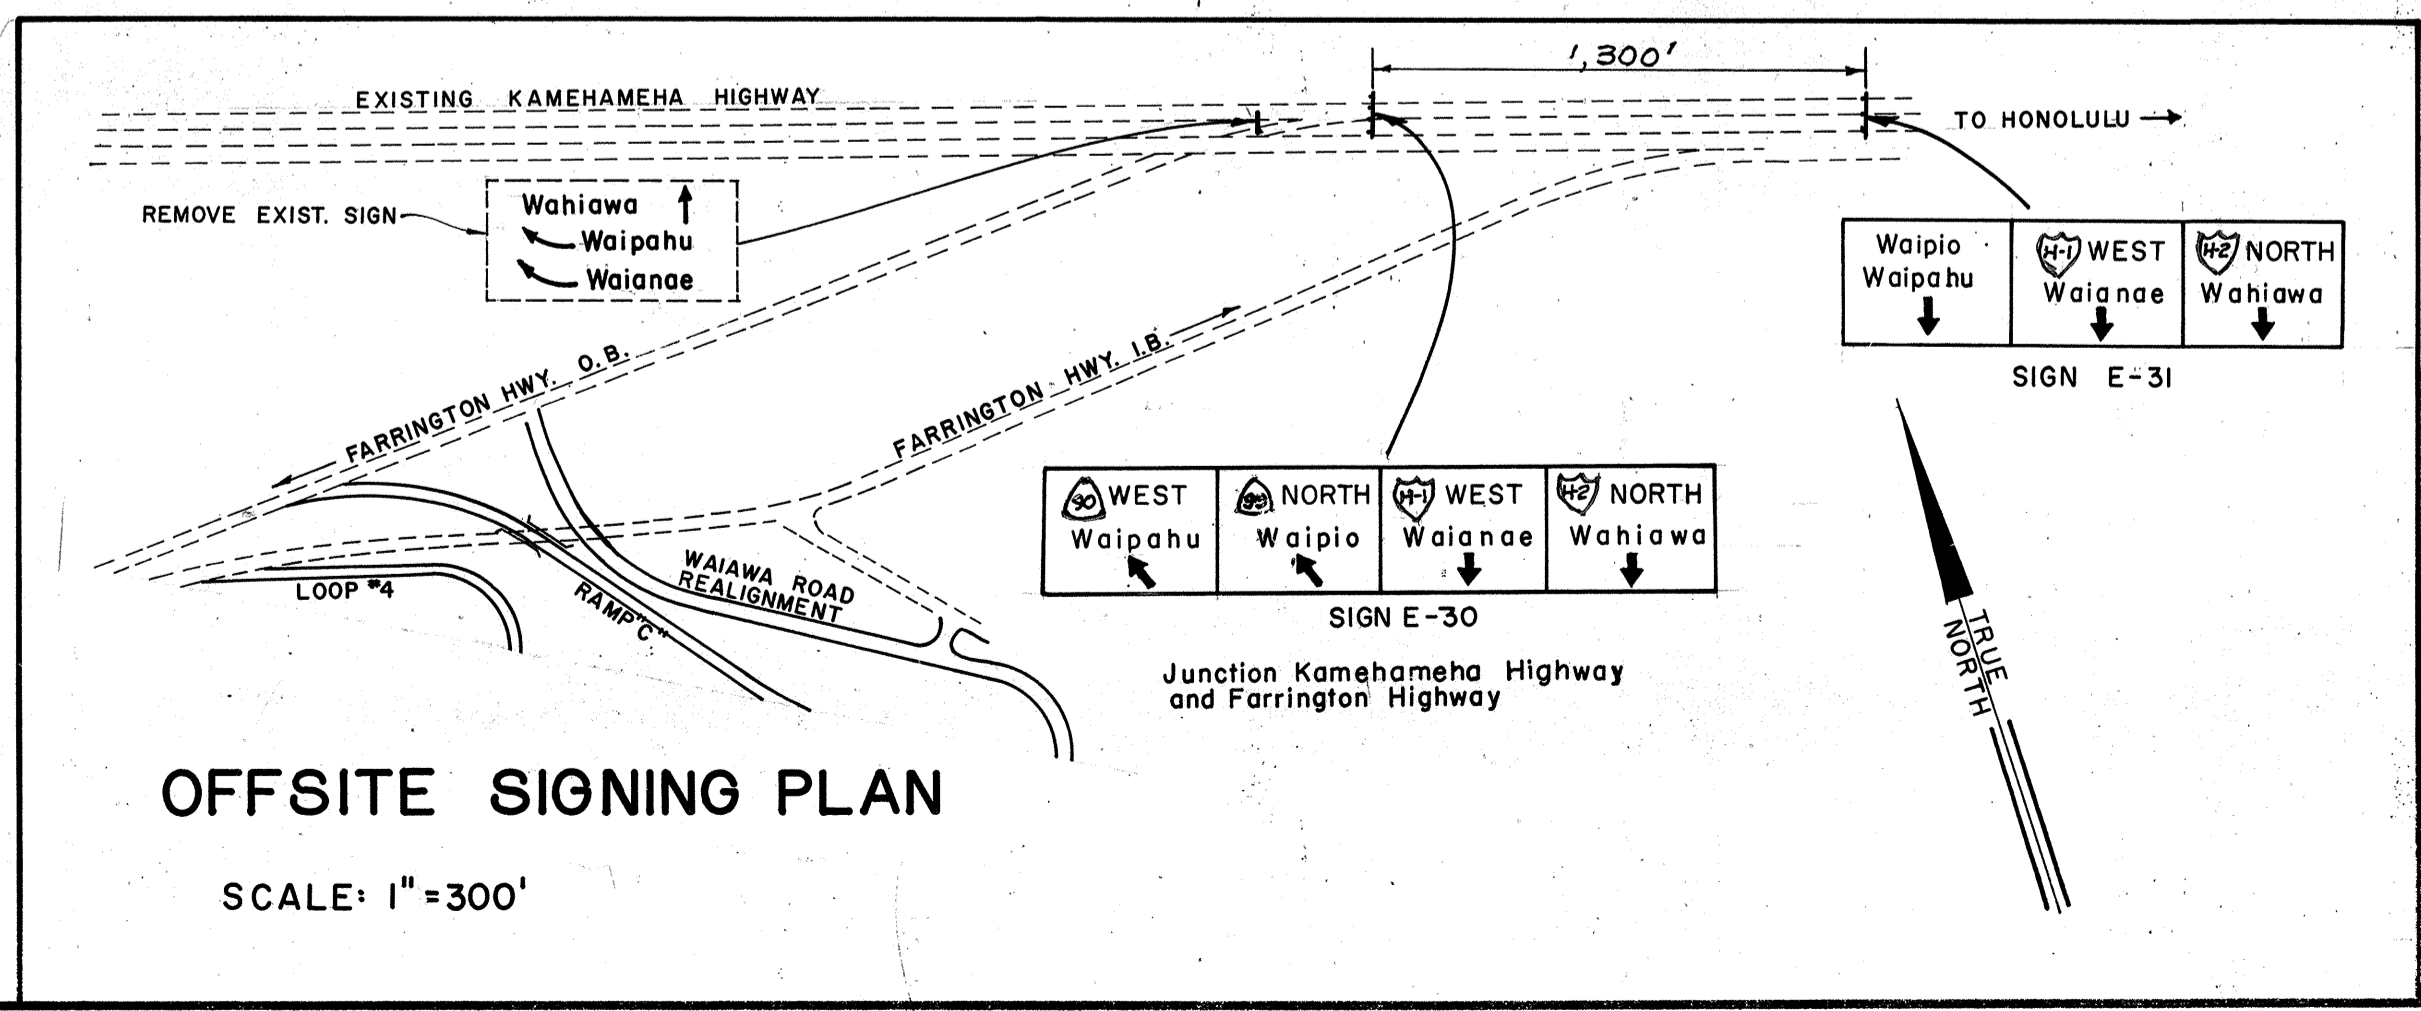 1,300'
EXISTING KAMEHAMEHA HIGHWAY
TO HONOLULU
REMOVE EXIST. SIGN
Wahiawa
Waipahu
Waianae
Waipio
Waipahu
H-1 WEST
Waianae
H-2 NORTH
Wahiawa
SIGN E-31
FARRINGTON HWY. O.B.
FARRINGTON HWY. I.B.
90 WEST
Waipahu
NORTH
Waipio
H-1 WEST
Waianae
H-2 NORTH
Wahiawa
SIGN E-30
Junction Kamehameha Highway
and Farrington Highway
LOOP #4
RAMP "C"
WAIAWA ROAD
REALIGNMENT
TRUE
NORTH
OFFSITE SIGNING PLAN
SCALE: 1"=300'